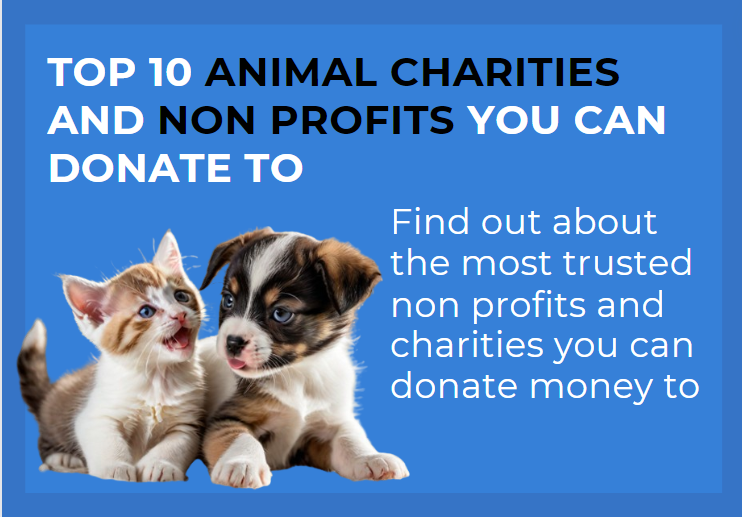 TOP 10 ANIMAL CHARITIES
AND NON PROFITS YOU CAN
DONATE TO
Find out about
the most trusted
non profits and
charities you can
donate money to